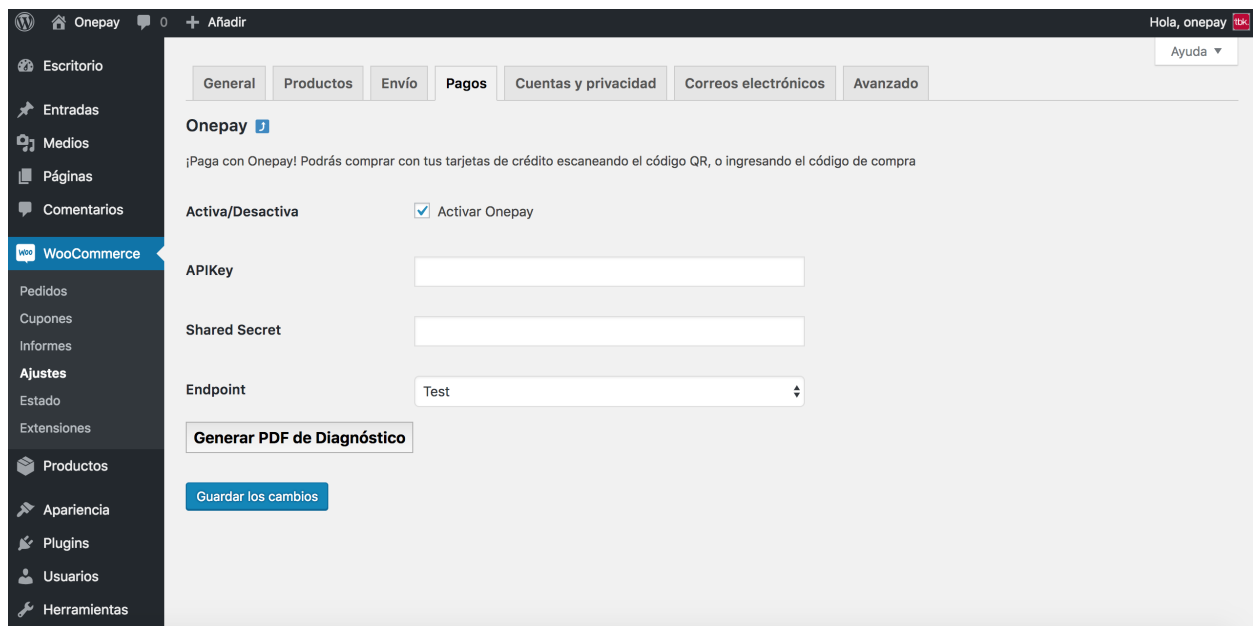 Onepay 0 Añadir Hola, onepay tbk.
Ayuda
Escritorio
Entradas
Medios
Páginas
Comentarios
Woo WooCommerce
Pedidos
Cupones
Informes
Ajustes
Estado
Extensiones
Productos
Apariencia
Plugins
Usuarios
Herramientas
General Productos Envío Pagos Cuentas y privacidad Correos electrónicos Avanzado
Onepay
¡Paga con Onepay! Podrás comprar con tus tarjetas de crédito escaneando el código QR, o ingresando el código de compra
Activa/Desactiva Activar Onepay
APIKey
Shared Secret
Endpoint Test
Generar PDF de Diagnóstico
Guardar los cambios